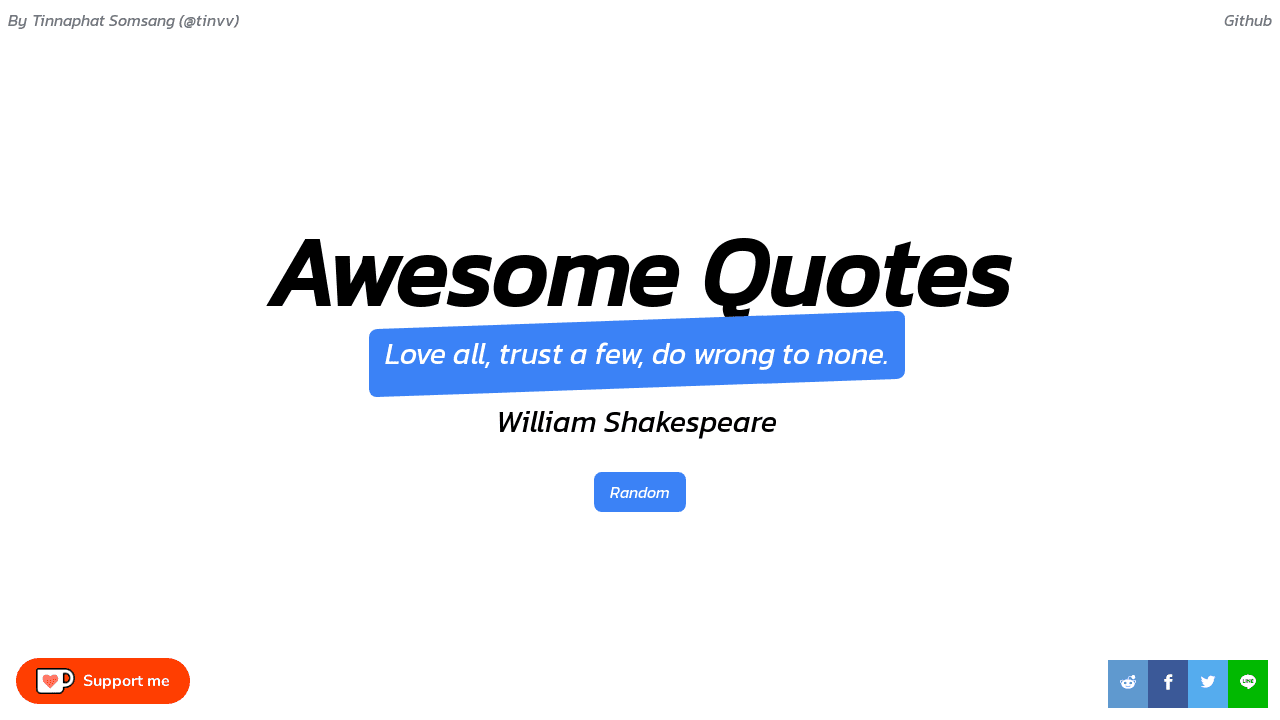 By Tinnaphat Somsang (@tinvv)
Github
Awesome Quotes
Love all, trust a few, do wrong to none.
William Shakespeare
Random
Support me
LINE